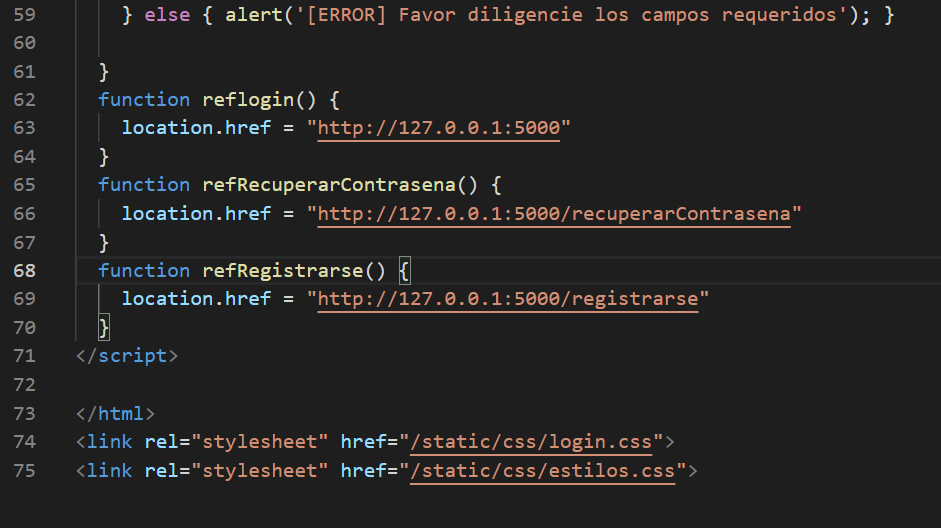 59 } else { alert('[ERROR] Favor diligencie los campos requeridos'); }
60
61 }
62 function reflogin() {
63 location.href = "http://127.0.0.1:5000"
64 }
65 function refRecuperarContrasena() {
66 location.href = "http://127.0.0.1:5000/recuperarContrasena"
67 }
68 function refRegistrarse() {
69 location.href = "http://127.0.0.1:5000/registrarse"
70 }
71 </script>
72
73 </html>
74 <link rel="stylesheet" href="/static/css/login.css">
75 <link rel="stylesheet" href="/static/css/estilos.css">